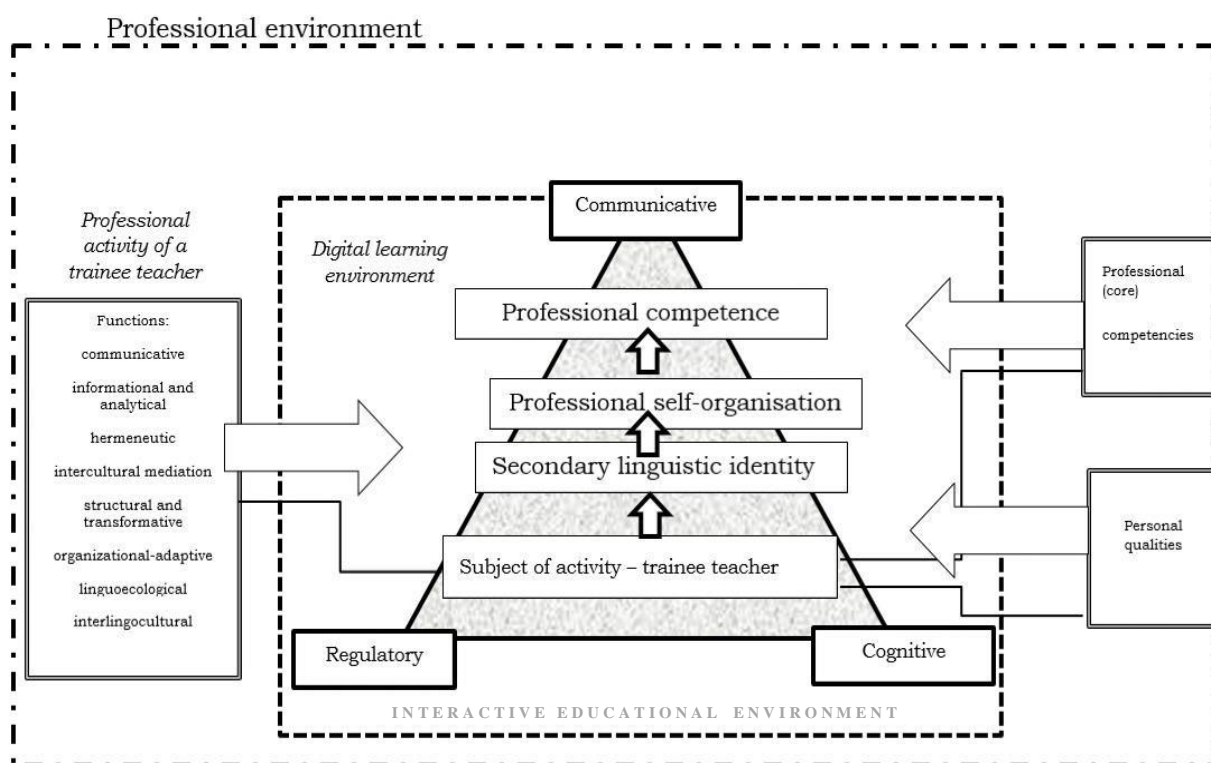 Professional environment
Professional
activity of a
trainee teacher
Functions:
communicative
informational and
analytical
hermeneutic
intercultural mediation
structural and
transformative
organizational-adaptive
linguoecological
interlingocultural
Digital learning
environment
Communicative
Professional competence
Professional self-organisation
Secondary linguistic identity
Subject of activity – trainee teacher
Regulatory
Cognitive
INTERACTIVE EDUCATIONAL ENVIRONMENT
Professional
(core)
competencies
Personal
qualities